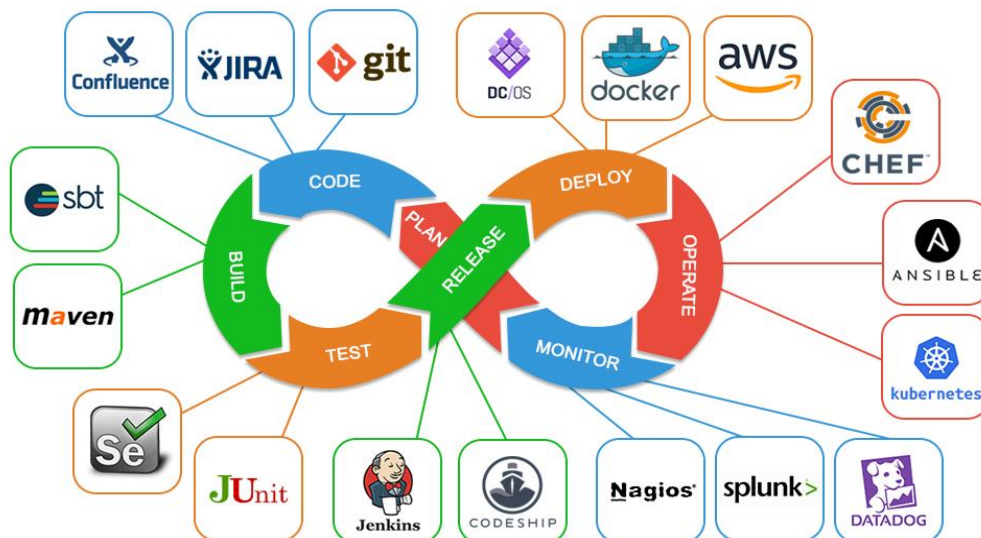 Confluence
JIRA
git
DC/OS
docker
aws
CHEF™
sbt
CODE
DEPLOY
PLAN
RELEASE
BUILD
OPERATE
ANSIBLE
maven
TEST
MONITOR
kubernetes
Se
JUnit
Jenkins
CODESHIP
Nagios®
splunk>
DATADOG